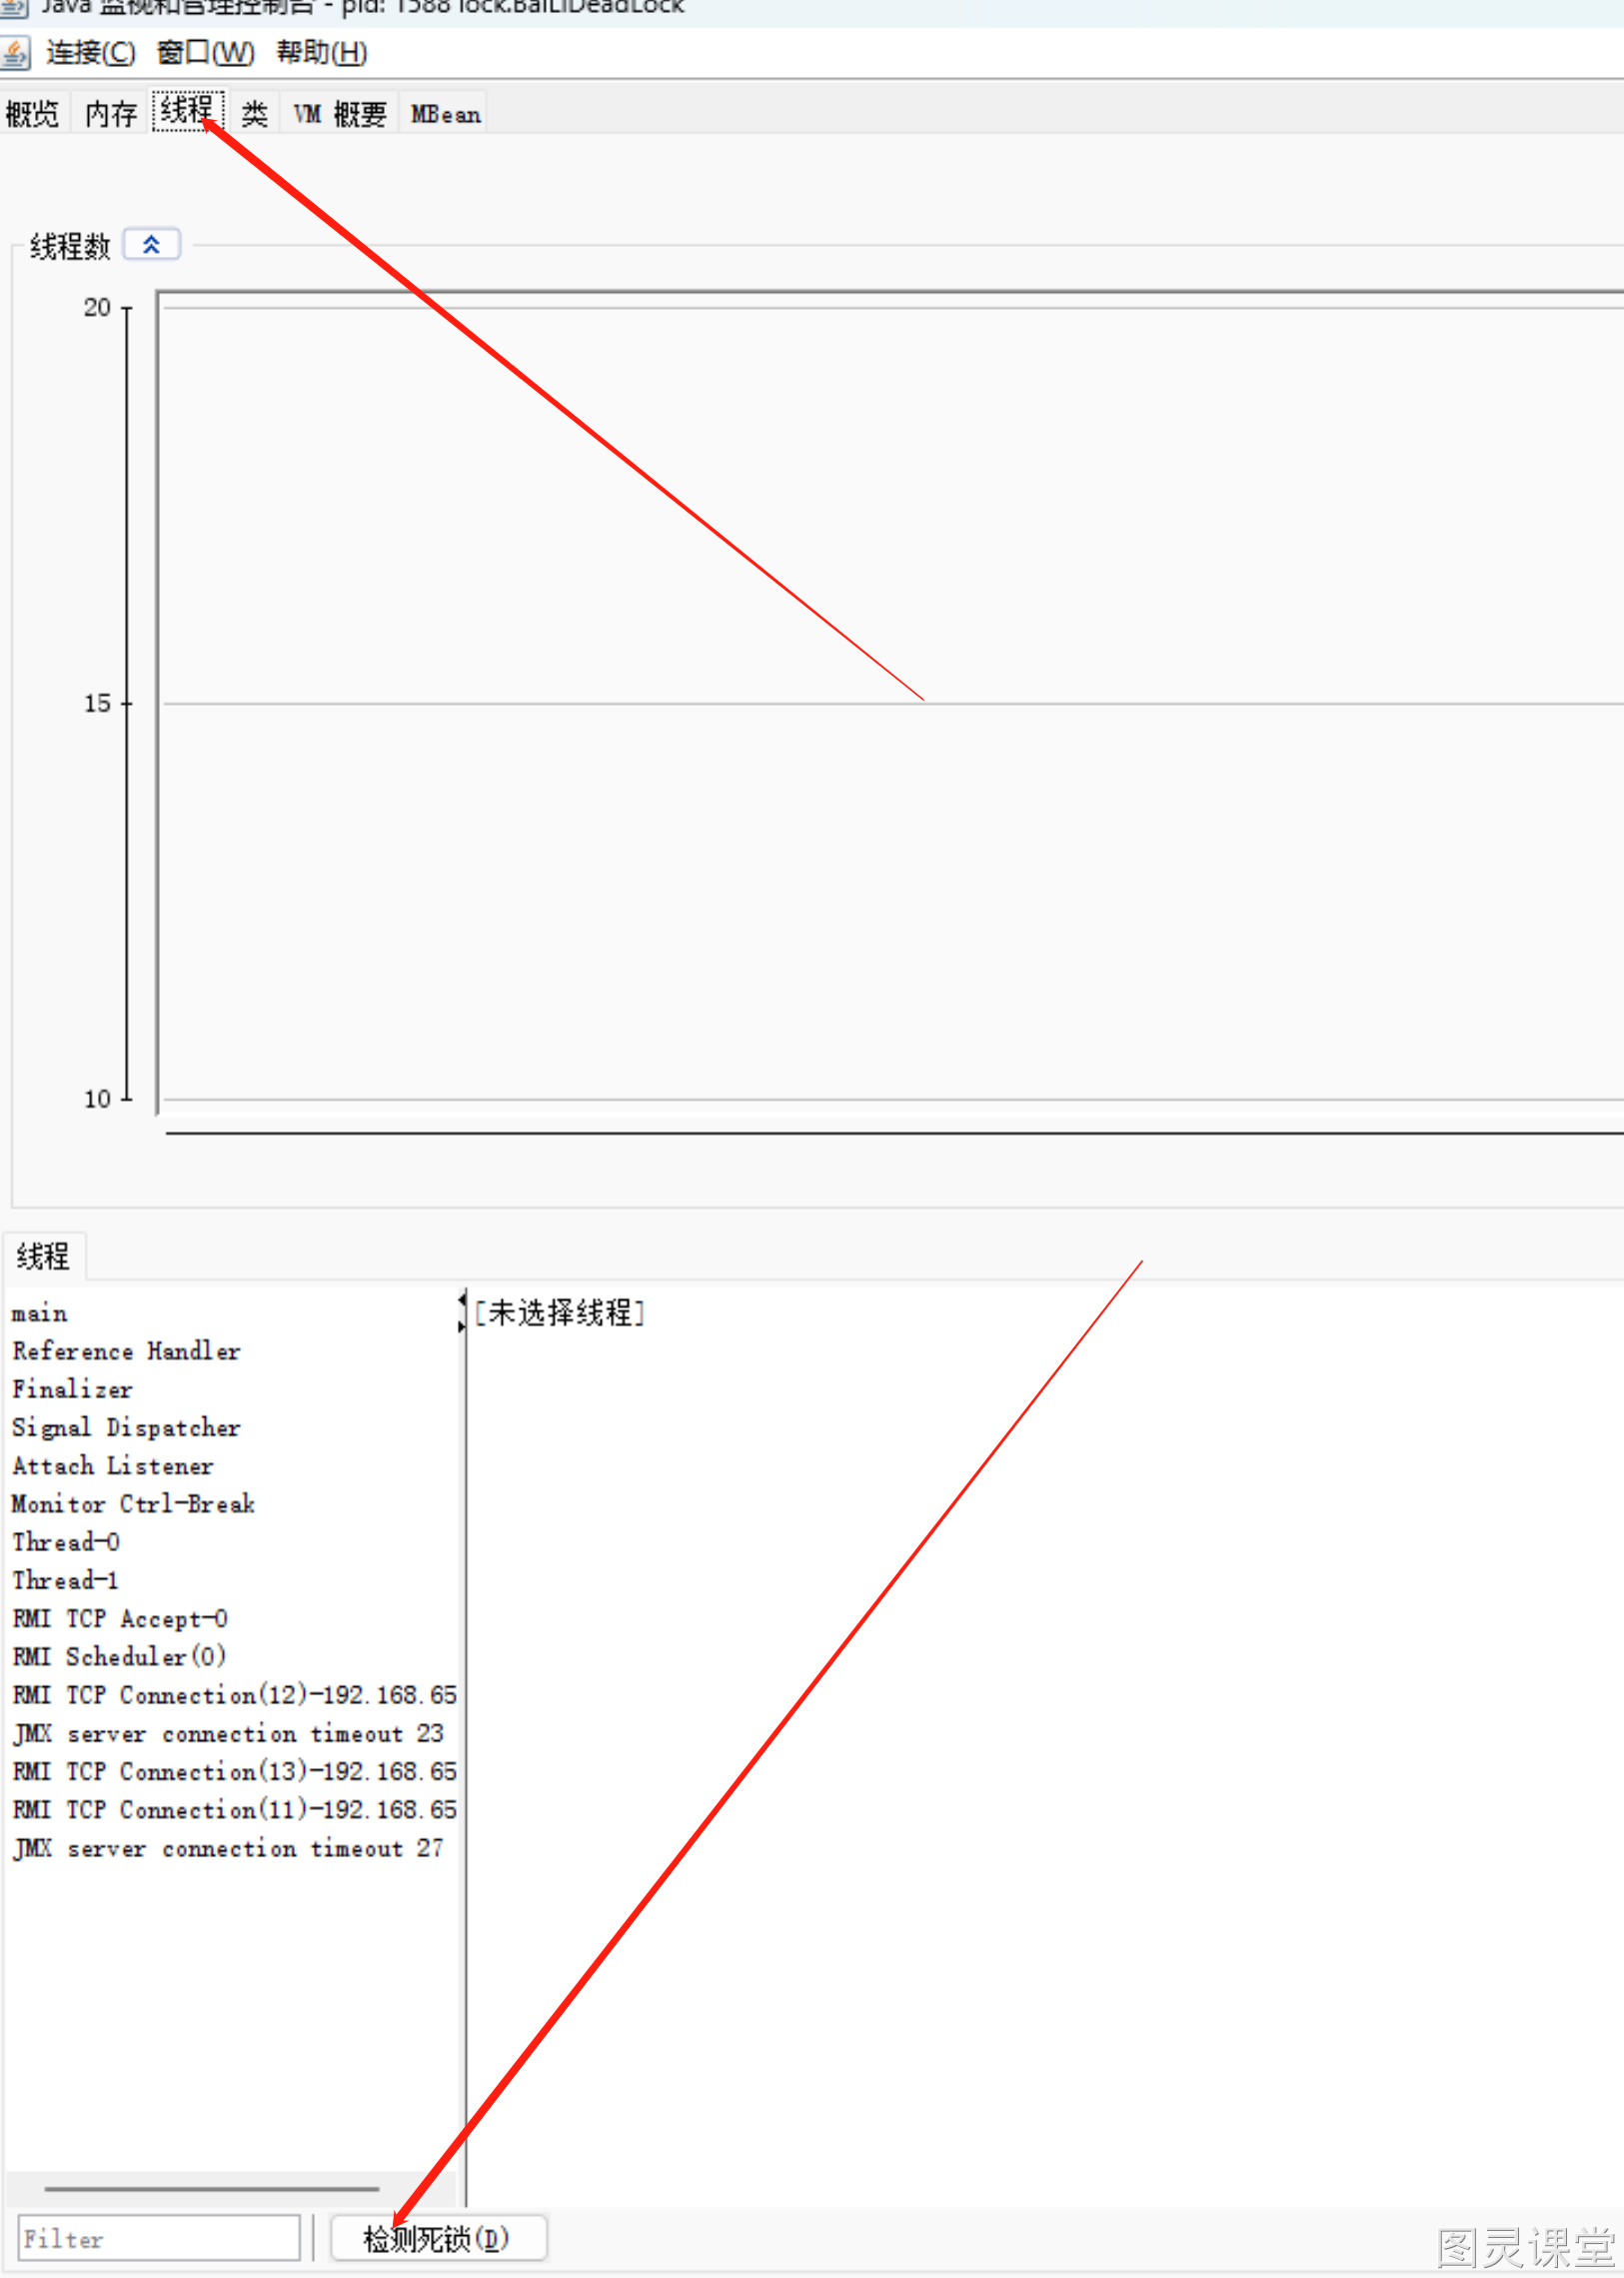 Java 监视和管理控制台 - pid: 1588 lock.BaiLiDeadLock
连接(C) 窗口(W) 帮助(H)
概览 内存 线程 类 VM 概要 MBean
线程数
20
15
10
线程
main
Reference Handler
Finalizer
Signal Dispatcher
Attach Listener
Monitor Ctrl-Break
Thread-0
Thread-1
RMI TCP Accept-0
RMI Scheduler(0)
RMI TCP Connection(12)-192.168.65
JMX server connection timeout 23
RMI TCP Connection(13)-192.168.65
RMI TCP Connection(11)-192.168.65
JMX server connection timeout 27
[未选择线程]
Filter
检测死锁(D)
图灵课堂